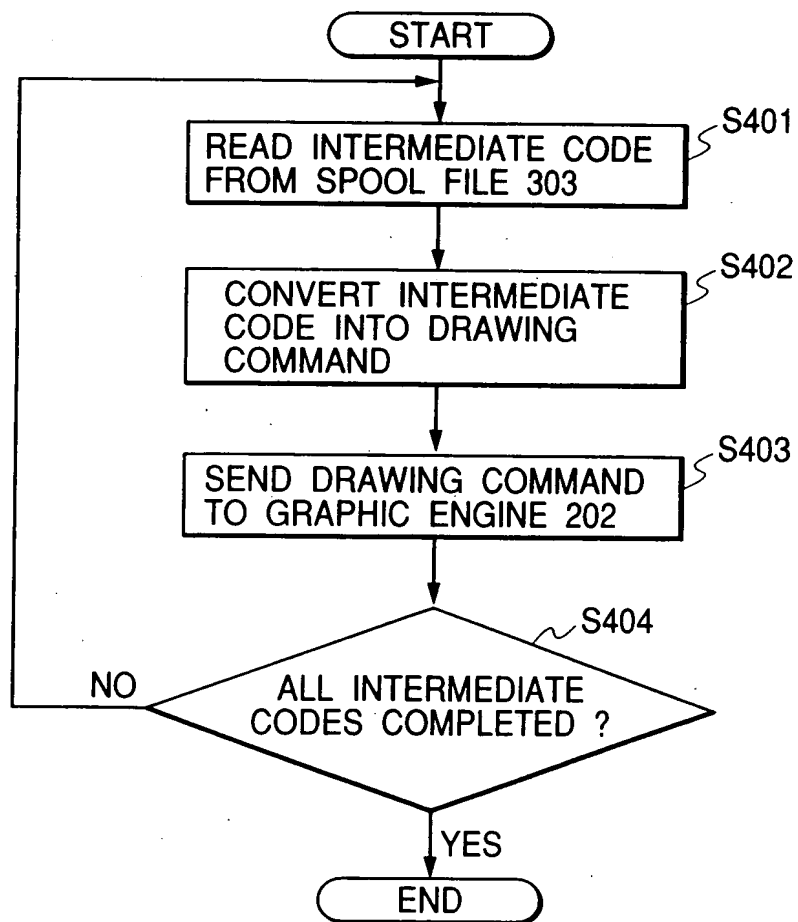 START
S401
READ INTERMEDIATE CODE
FROM SPOOL FILE 303
S402
CONVERT INTERMEDIATE
CODE INTO DRAWING
COMMAND
S403
SEND DRAWING COMMAND
TO GRAPHIC ENGINE 202
S404
NO
ALL INTERMEDIATE
CODES COMPLETED ?
YES
END